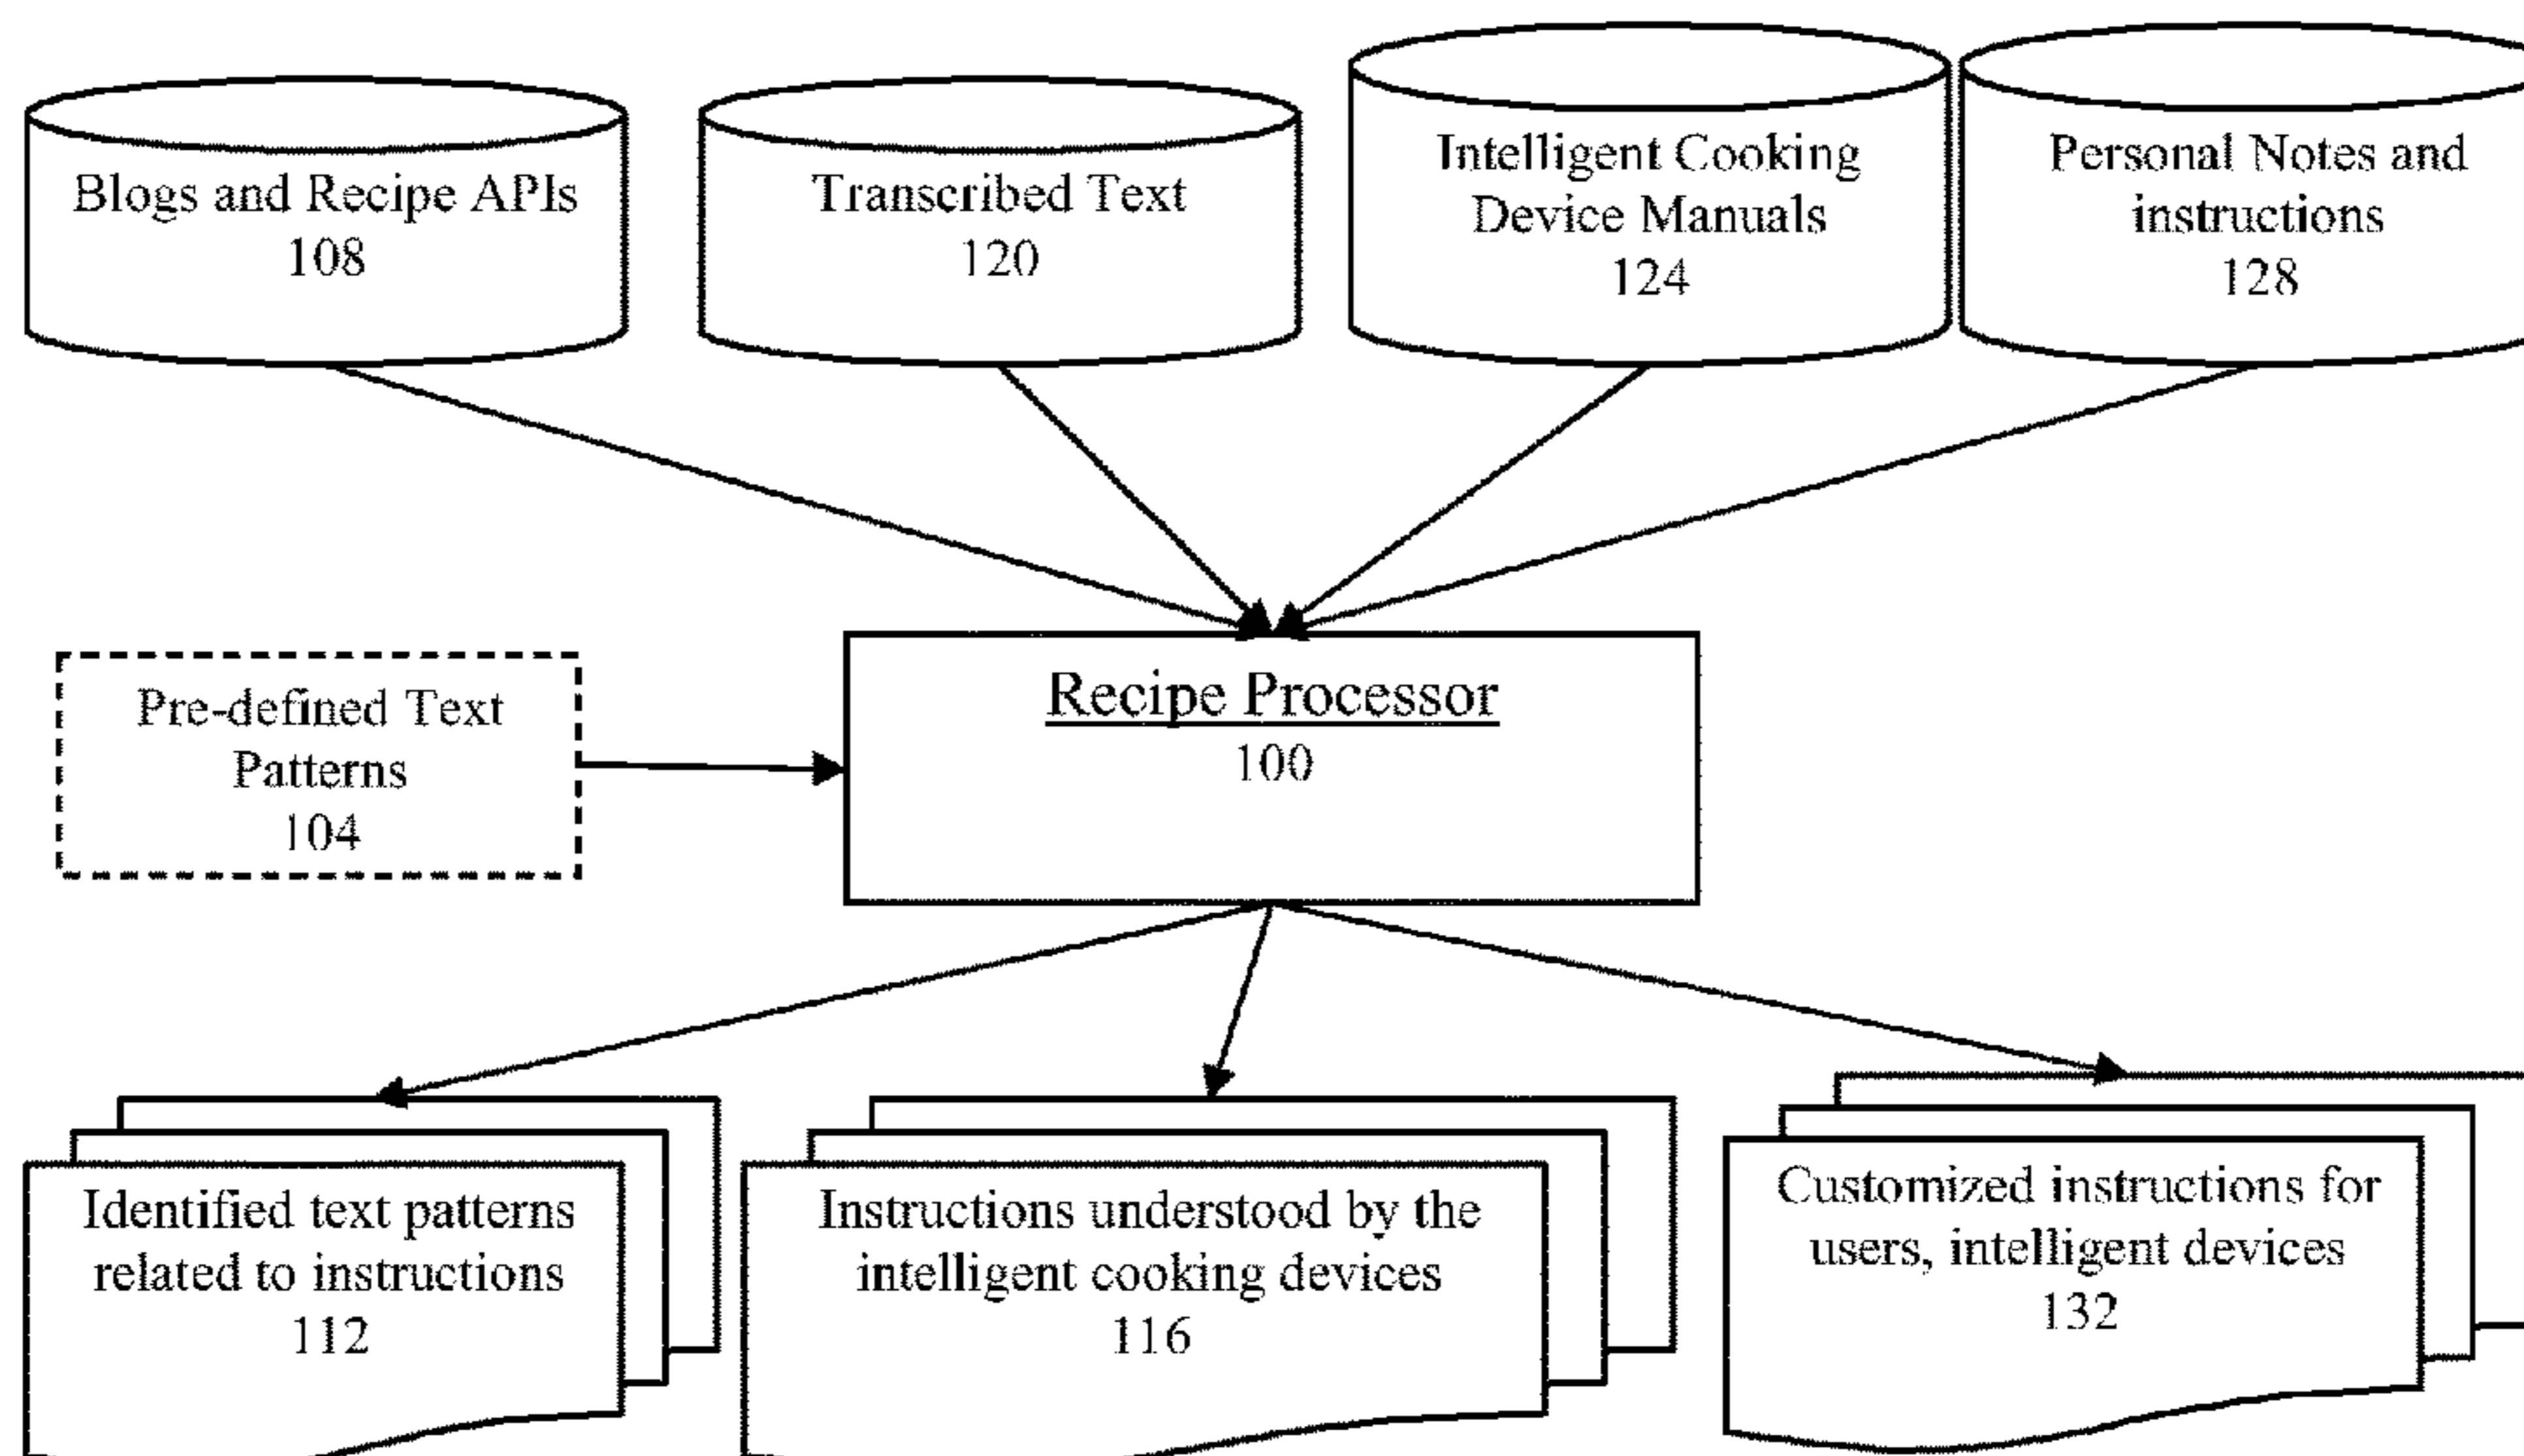 Blogs and Recipe APIs
108
Transcribed Text
120
Intelligent Cooking
Device Manuals
124
Personal Notes and
instructions
128
Pre-defined Text
Patterns
104
Recipe Processor
100
Identified text patterns
related to instructions
112
Instructions understood by the
intelligent cooking devices
116
Customized instructions for
users, intelligent devices
132